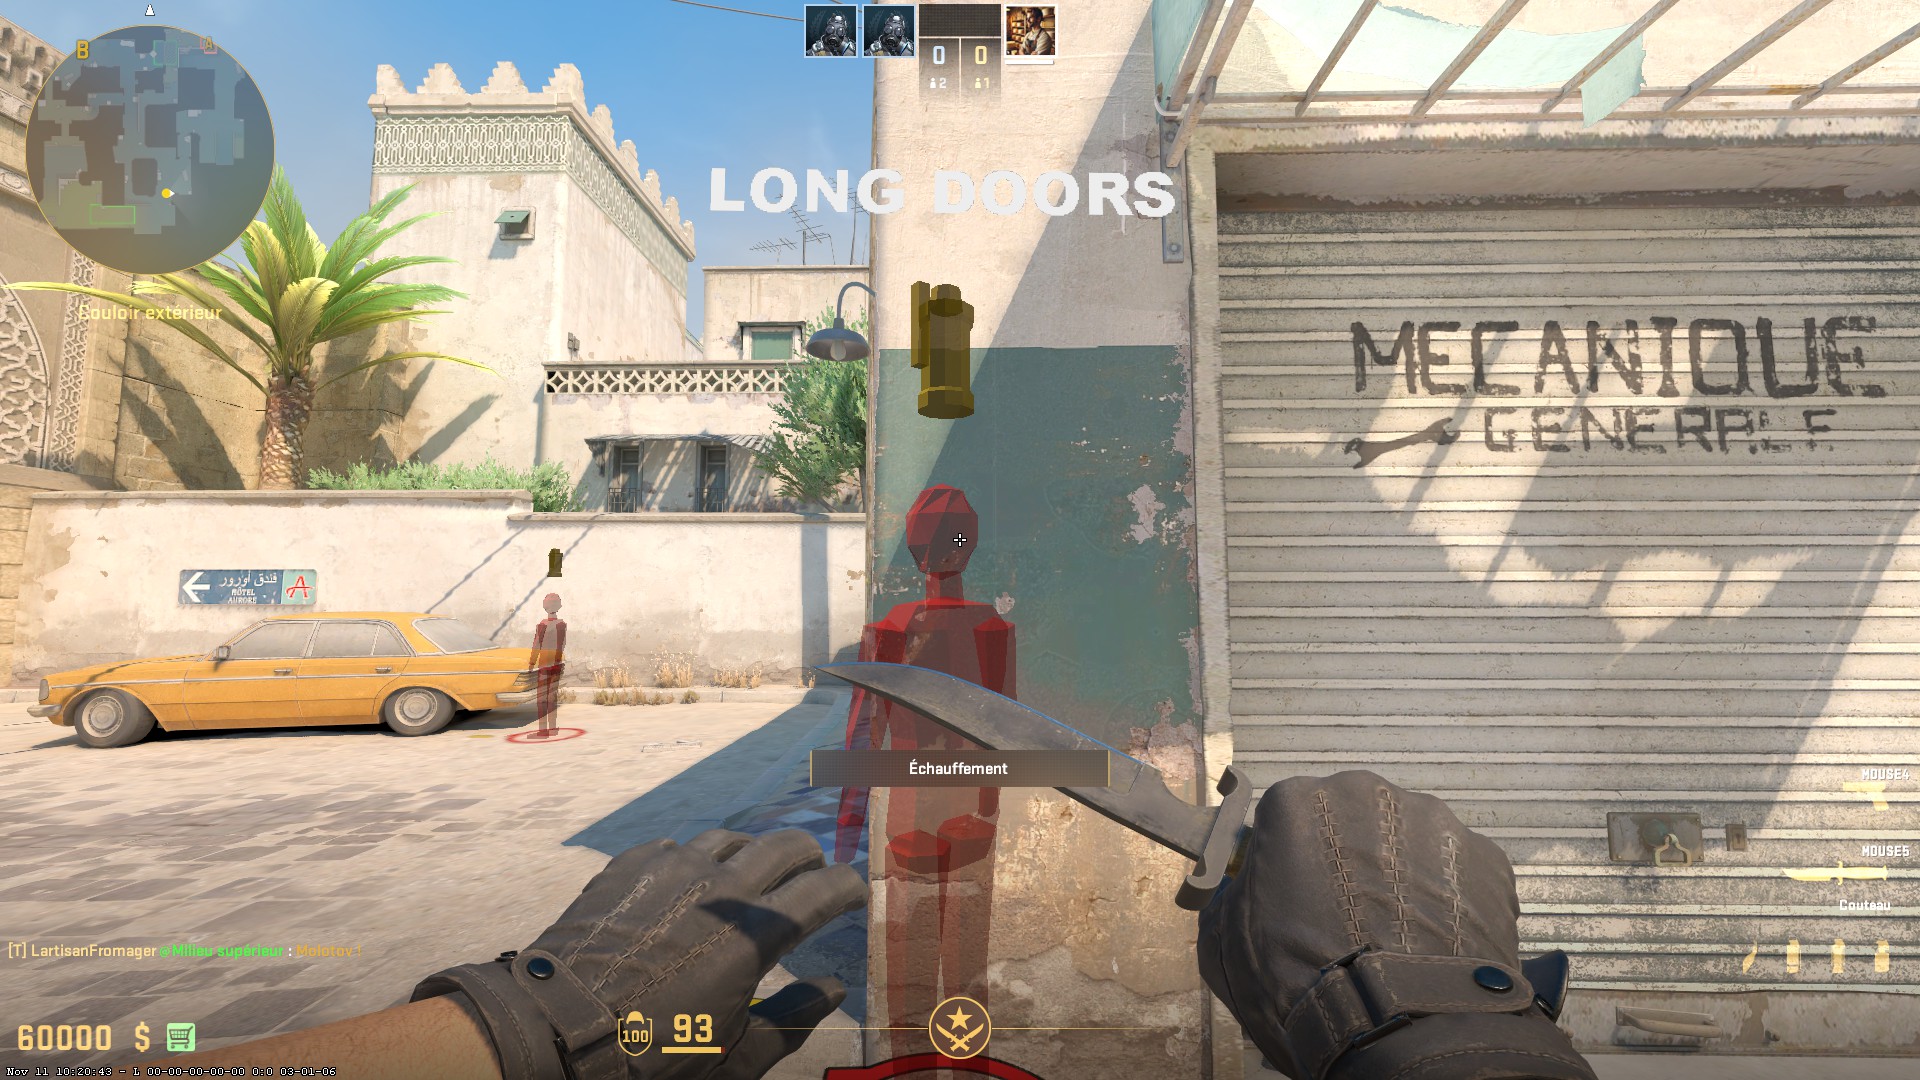 B
A
0
0
2
1
LONG DOORS
Couloir extérieur
MECANIQUE
GENERALE
فندق اورور
HÔTEL
AURORE
A
Échauffement
MOUSE4
MOUSE5
Couteau
[T] LartisanFromager @Milieu supérieur : Molotov !
60000 $
100
93
Nov 11 10:20:43 - L 00-00-00-00-00 0:0 03-01-06